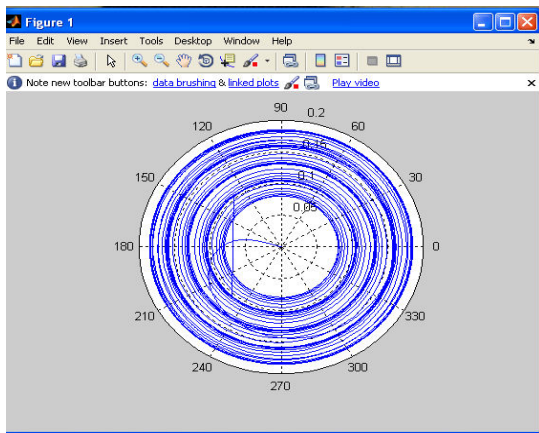 Figure 1
File Edit View Insert Tools Desktop Window Help
Note new toolbar buttons: data brushing & linked plots Play video
90 0.2
120 60
0.15
150 0.1 30
0.05
180 0
210 330
240 300
270